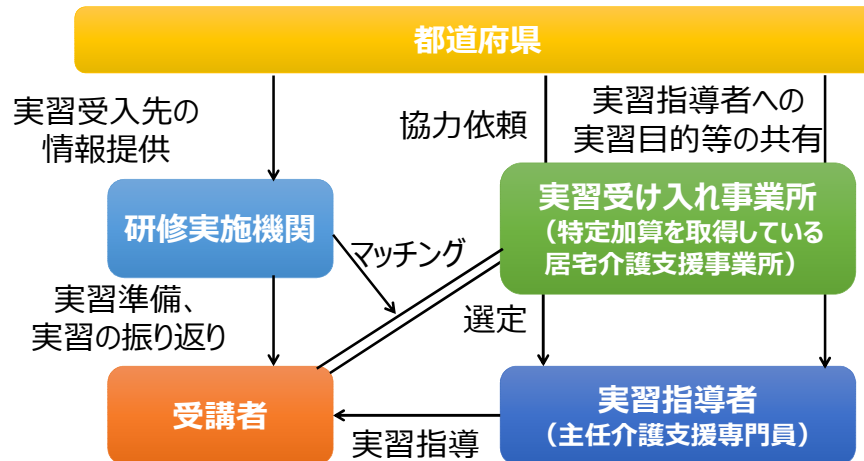 都道府県
実習受入先の
情報提供
協力依頼
実習指導者への
実習目的等の共有
研修実施機関
実習受け入れ事業所
（特定加算を取得している
居宅介護支援事業所）
マッチング
実習準備、
実習の振り返り
選定
受講者
実習指導
実習指導者
（主任介護支援専門員）